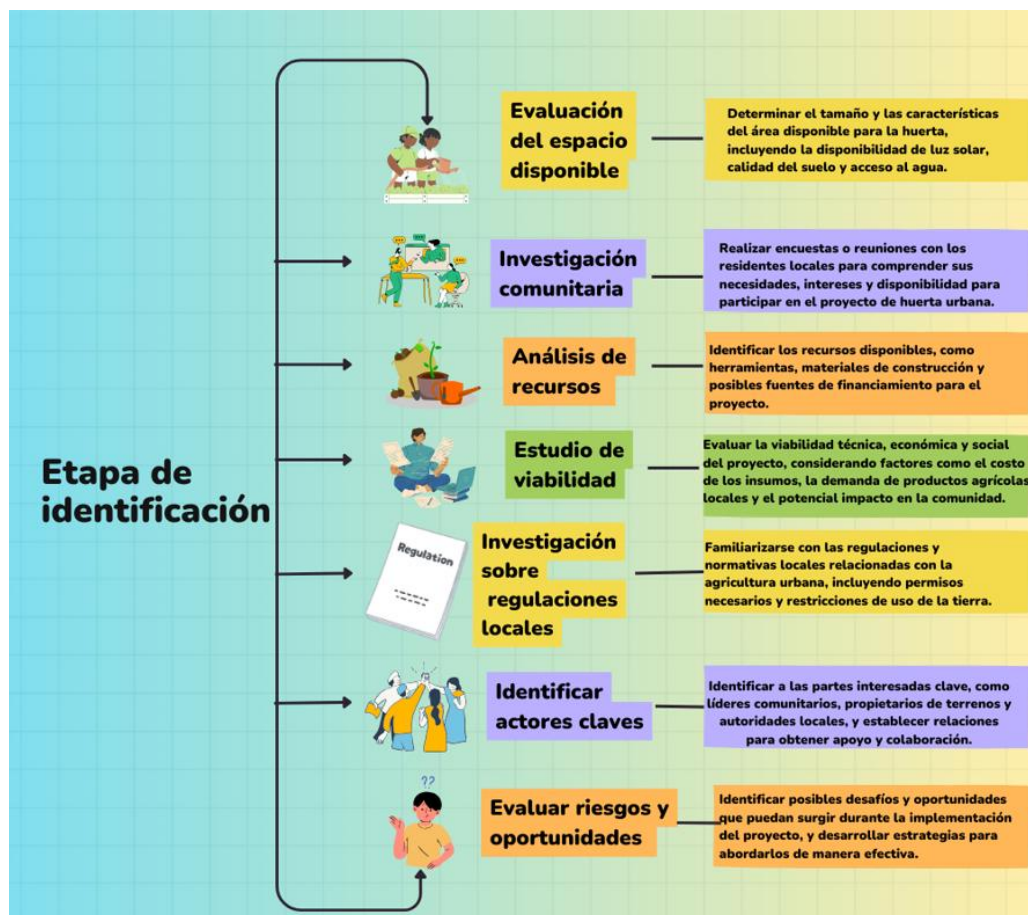 Etapa de
identificación
Evaluación
del espacio
disponible
Determinar el tamaño y las características
del área disponible para la huerta,
incluyendo la disponibilidad de luz solar,
calidad del suelo y acceso al agua.
Investigación
comunitaria
Realizar encuestas o reuniones con los
residentes locales para comprender sus
necesidades, intereses y disponibilidad para
participar en el proyecto de huerta urbana.
Análisis de
recursos
Identificar los recursos disponibles, como
herramientas, materiales de construcción y
posibles fuentes de financiamiento para el
proyecto.
Estudio de
viabilidad
Evaluar la viabilidad técnica, económica y social
del proyecto, considerando factores como el costo
de los insumos, la demanda de productos agrícolas
locales y el potencial impacto en la comunidad.
Regulation
Investigación
sobre
regulaciones
locales
Familiarizarse con las regulaciones y
normativas locales relacionadas con la
agricultura urbana, incluyendo permisos
necesarios y restricciones de uso de la tierra.
Identificar
actores claves
Identificar a las partes interesadas clave, como
líderes comunitarios, propietarios de terrenos y
autoridades locales, y establecer relaciones
para obtener apoyo y colaboración.
??
Evaluar riesgos y
oportunidades
Identificar posibles desafíos y oportunidades
que puedan surgir durante la implementación
del proyecto, y desarrollar estrategias para
abordarlos de manera efectiva.